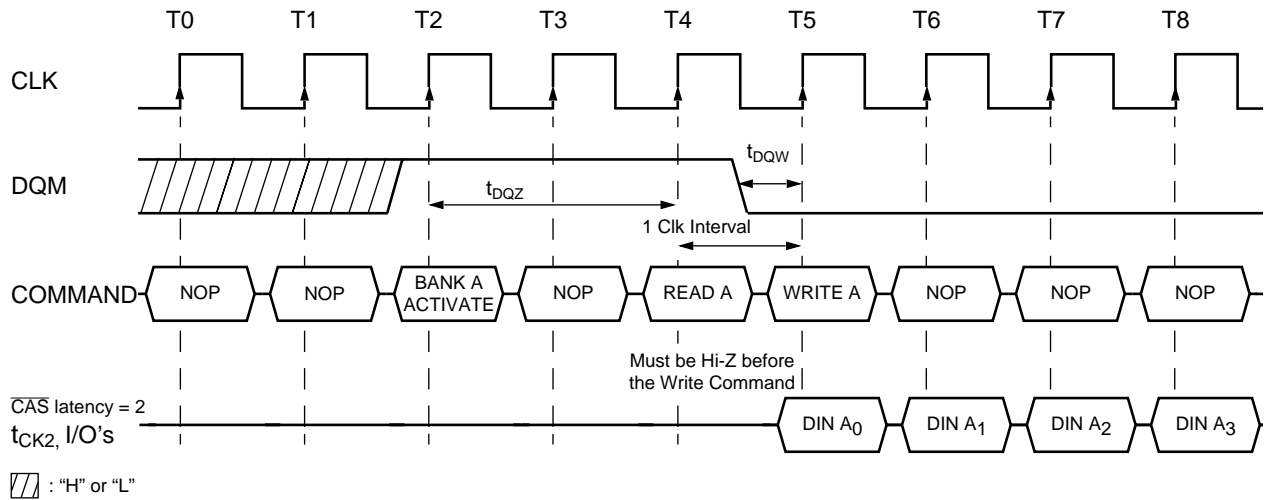 T0 T1 T2 T3 T4 T5 T6 T7 T8
CLK
tDQW
DQM
tDQZ
1 Clk Interval
COMMAND NOP NOP BANK A ACTIVATE NOP READ A WRITE A NOP NOP NOP
Must be Hi-Z before
the Write Command
CAS latency = 2
tCK2, I/O's DIN A0 DIN A1 DIN A2 DIN A3
: “H” or “L”